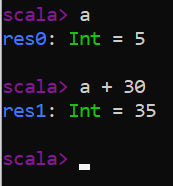 scala> a
res0: Int = 5
scala> a + 30
res1: Int = 35
scala>